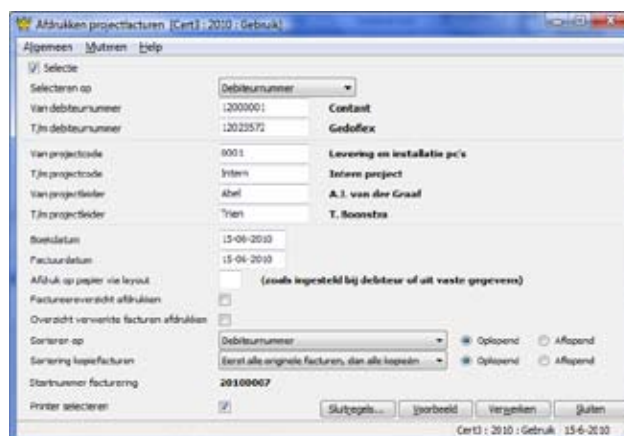 Afdrukken projectfacturen [Cert3 : 2010 : Gebruik]
Algemeen Muteren Help
Selectie
Selecteren op Debiteurnummer
Van debiteurnummer 12000001 Contant
T/m debiteurnummer 12023572 Gedoflex
Van projectcode 0001 Levering en installatie pc's
T/m projectcode Intern Intern project
Van projectleider Abel A.J. van der Graaf
T/m projectleider Trien T. Boonstra
Boekdatum 15-06-2010
Factuurdatum 15-06-2010
Afdruk op papier via layout (zoals ingesteld bij debiteur of uit vaste gegevens)
Factureeroverzicht afdrukken
Overzicht verwerkte facturen afdrukken
Sorteren op Debiteurnummer Oplopend Aflopend
Sortering kopiefacturen Eerst alle originele facturen, dan alle kopieën Oplopend Aflopend
Startnummer facturering 20100007
Printer selecteren Sluitregels... Voorbeeld Verwerken Sluiten
Cert3 : 2010 : Gebruik 15-6-2010